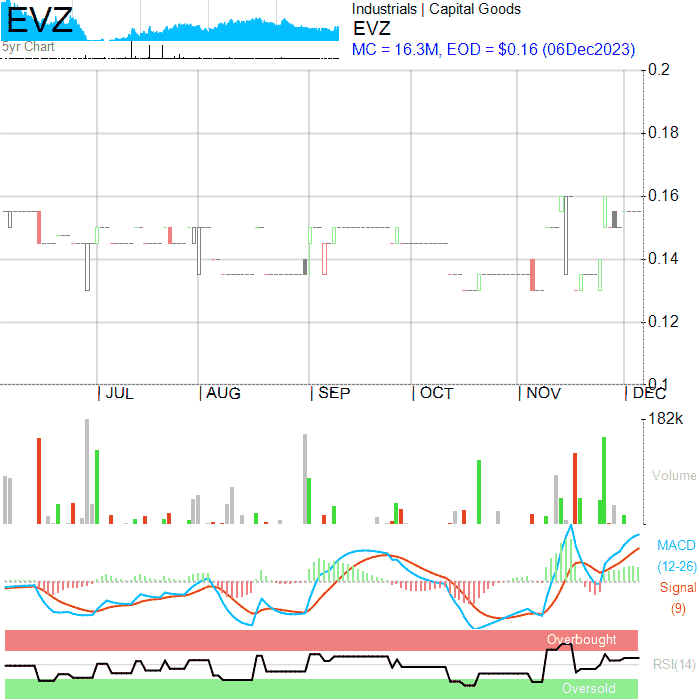 EVZ
5yr Chart
Industrials | Capital Goods
EVZ
MC = 16.3M, EOD = $0.16 (06Dec2023)
0.2
0.18
0.16
0.14
0.12
0.1
JUL AUG SEP OCT NOV DEC
182k
Volume
MACD
(12-26)
Signal
(9)
Overbought
RSI(14)
Oversold